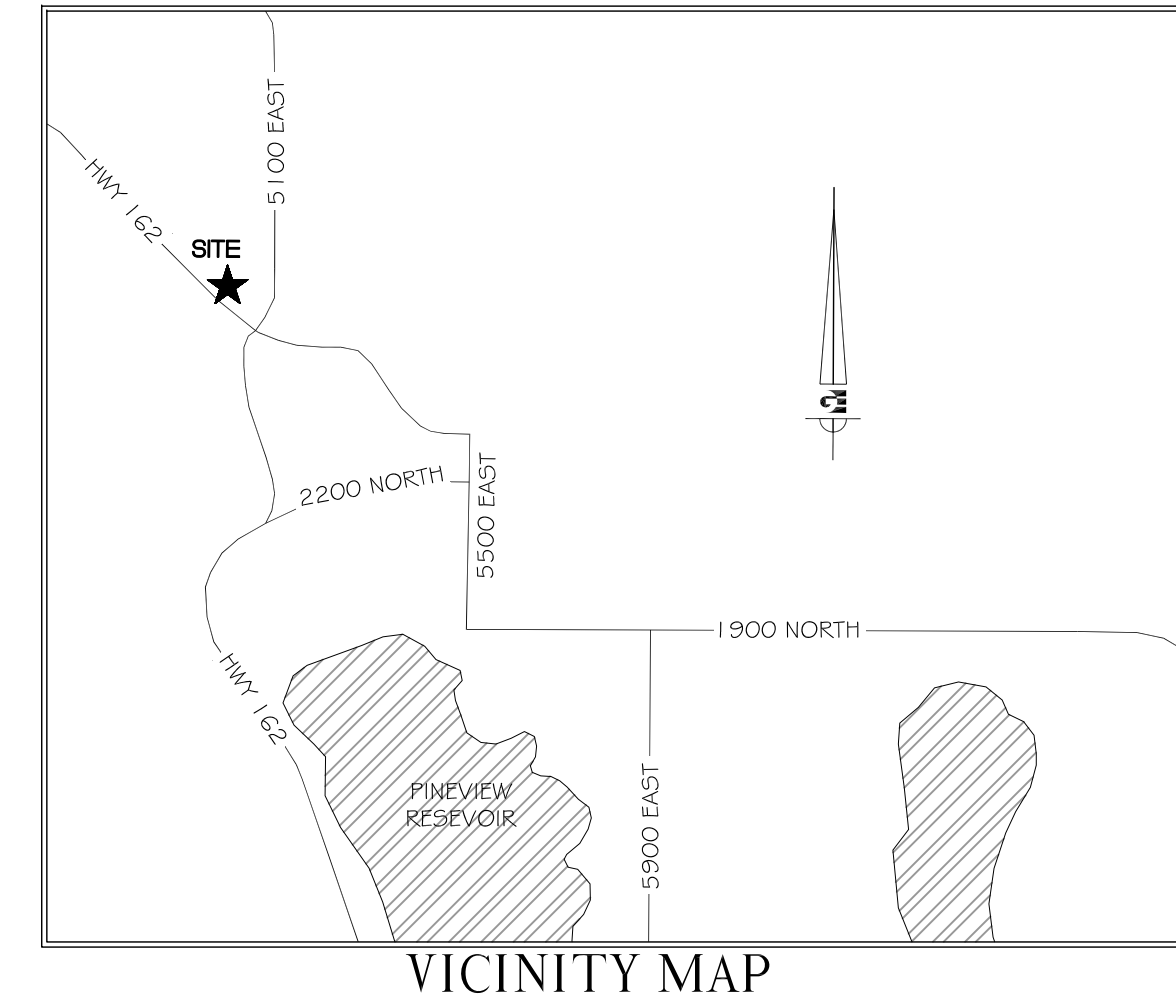 5100 EAST
HWY 162
SITE
GE
2200 NORTH
5500 EAST
1900 NORTH
HWY 162
PINEVIEW
RESEVOIR
5900 EAST
VICINITY MAP